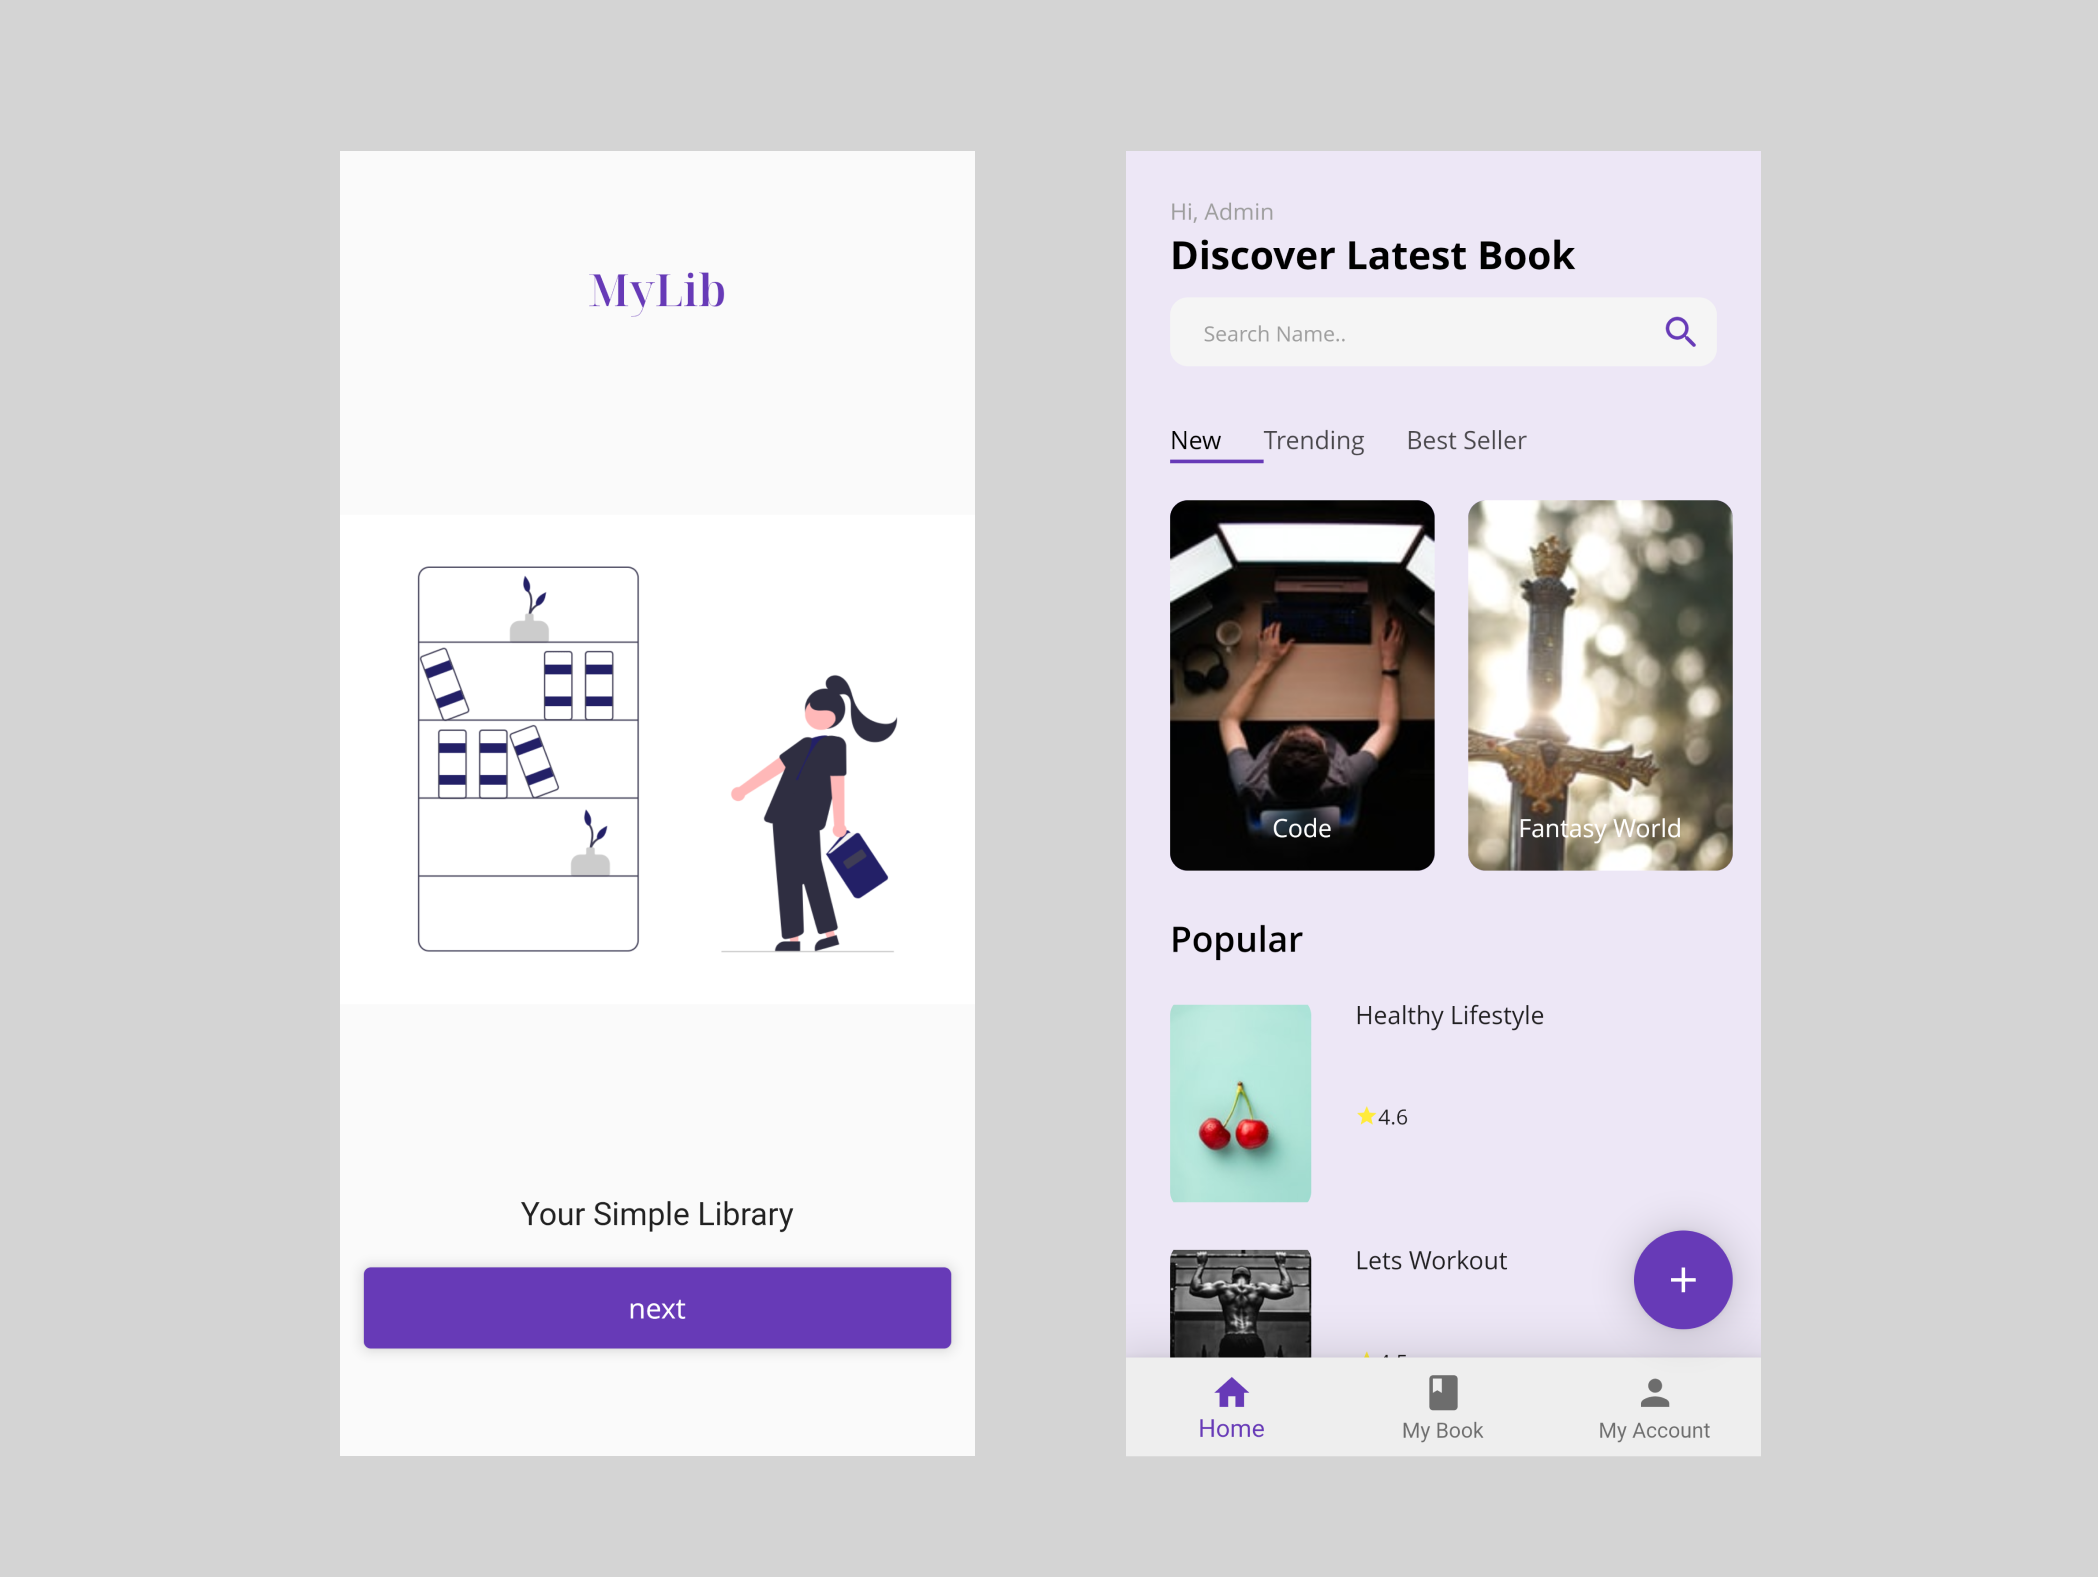 MyLib
Your Simple Library
next
Hi, Admin
Discover Latest Book
Search Name..
New Trending Best Seller
Code
Fantasy World
Popular
Healthy Lifestyle
4.6
Lets Workout
Home
My Book
My Account